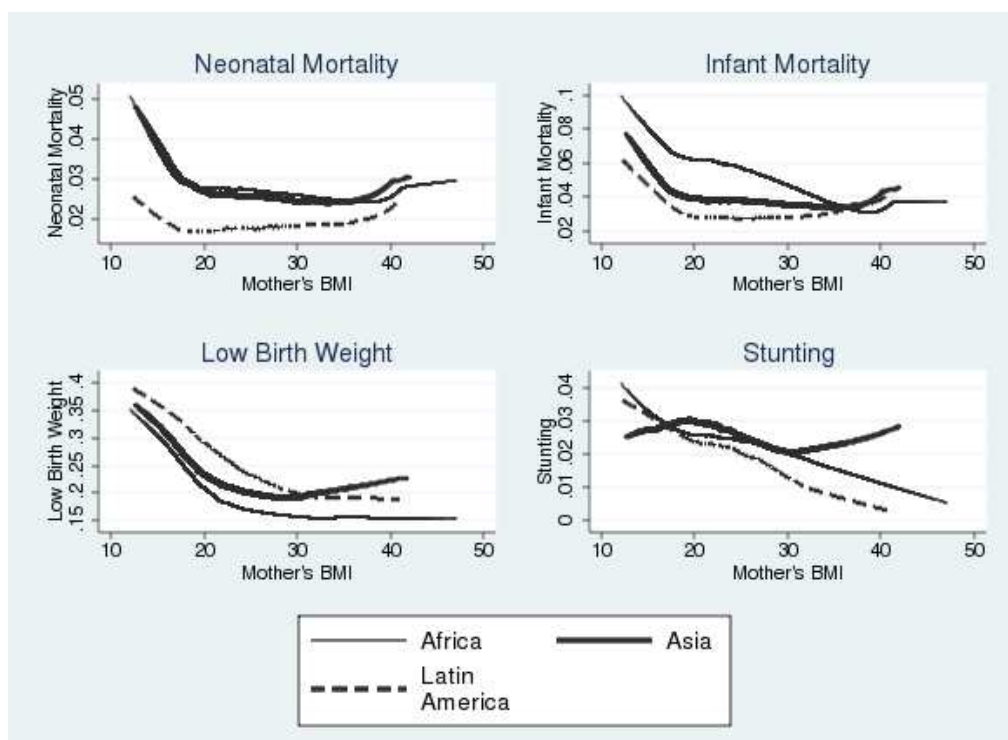 Neonatal Mortality
Neonatal Mortality
.05
.04
.03
.02
10 20 30 40 50
Mother's BMI
Infant Mortality
Infant Mortality
.1
.08
.06
.04
.02
10 20 30 40 50
Mother's BMI
Low Birth Weight
Low Birth Weight
.4
.35
.3
.25
.2
.15
10 20 30 40 50
Mother's BMI
Stunting
Stunting
.04
.03
.02
.01
0
10 20 30 40 50
Mother's BMI
Africa
Asia
Latin
America